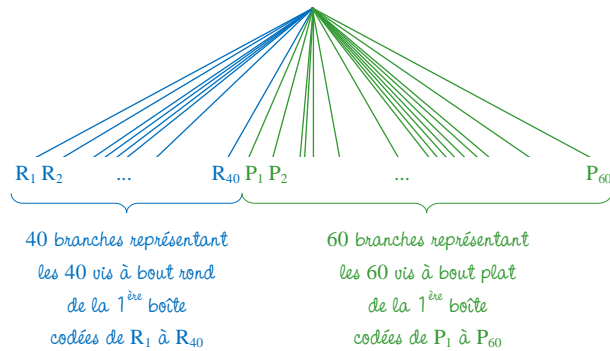 R₁ R₂ ... R₄₀ P₁ P₂ ... P₆₀
40 branches représentant
les 40 vis à bout rond
de la 1ère boîte
codées de R₁ à R₄₀
60 branches représentant
les 60 vis à bout plat
de la 1ère boîte
codées de P₁ à P₆₀